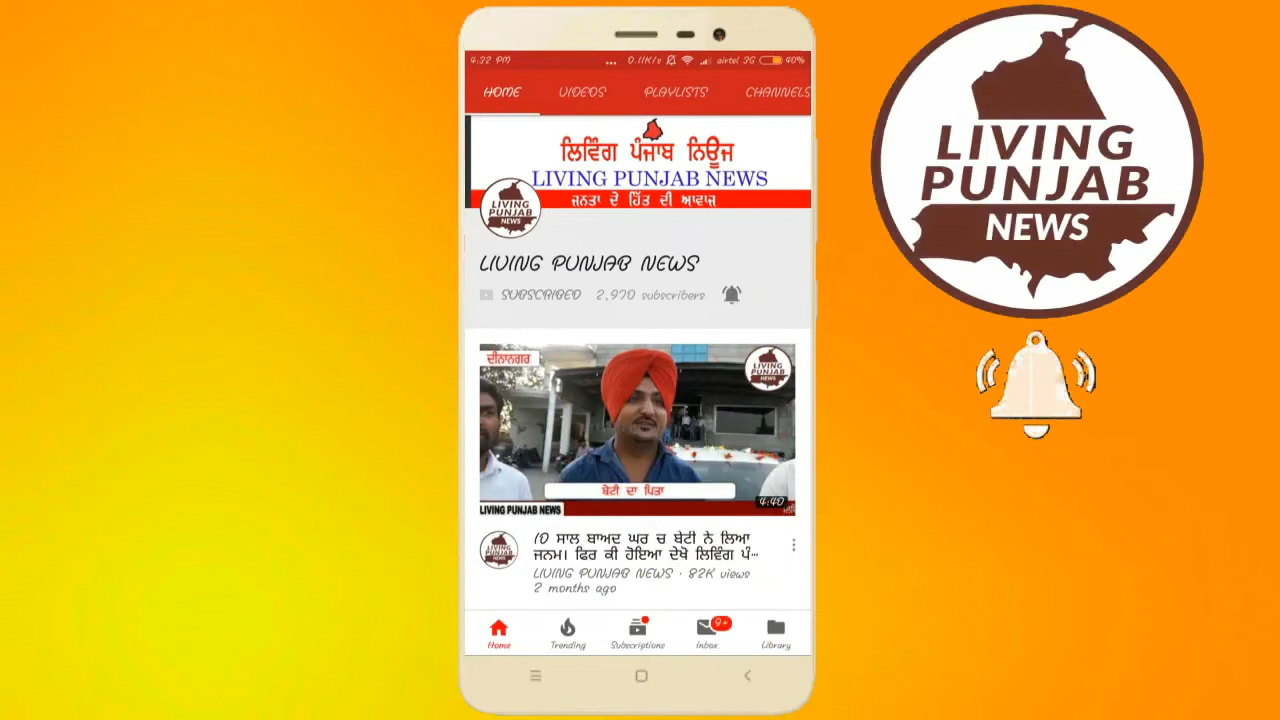 4:32 PM
... 0.11K/s airtel 3G 40%
HOME VIDEOS PLAYLISTS CHANNELS
ਲਿਵਿੰਗ ਪੰਜਾਬ ਨਿਊਜ
LIVING PUNJAB NEWS
ਜਨਤਾ ਦੇ ਹਿੱਤ ਦੀ ਆਵਾਜ਼
LIVING
PUNJAB
NEWS
LIVING PUNJAB NEWS
SUBSCRIBED 2,970 subscribers
ਦੀਨਾਨਗਰ
LIVING
PUNJAB
NEWS
ਬੇਟੀ ਦਾ ਪਿਤਾ
4:40
LIVING PUNJAB NEWS
LIVING
PUNJAB
NEWS
10 ਸਾਲ ਬਾਅਦ ਘਰ ਚ ਬੇਟੀ ਨੇ ਲਿਆ
ਜਨਮ। ਫਿਰ ਕੀ ਹੋਇਆ ਦੇਖੋ ਲਿਵਿੰਗ ਪੰ...
LIVING PUNJAB NEWS · 82K views
2 months ago
Home Trending Subscriptions Inbox 9+ Library
LIVING
PUNJAB
NEWS